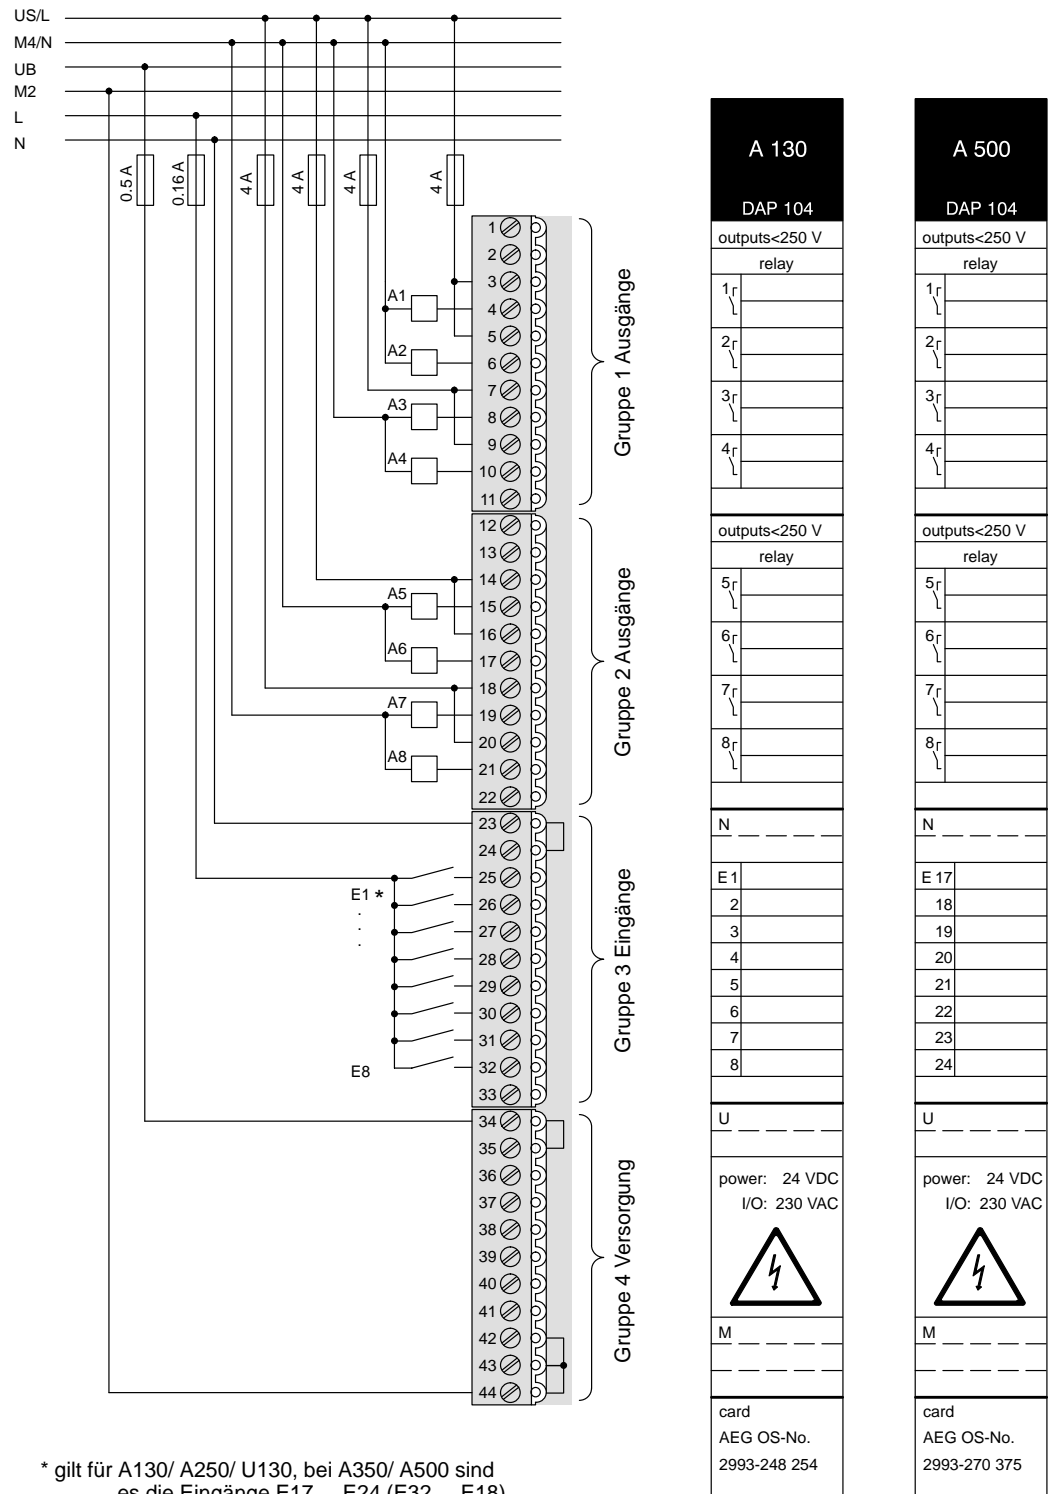 US/L
M4/N
UB
M2
L
N
0.5 A
0.16 A
4 A
4 A
4 A
4 A
1
2
3
A1
4
5
A2
6
7
A3
8
9
A4
10
11
Gruppe 1 Ausgänge
12
13
14
A5
15
16
A6
17
18
A7
19
20
A8
21
22
Gruppe 2 Ausgänge
23
24
25
E1 *
.
.
.
26
27
28
29
30
31
E8
32
33
Gruppe 3 Eingänge
34
35
36
37
38
39
40
41
42
43
44
Gruppe 4 Versorgung
* gilt für A130/ A250/ U130, bei A350/ A500 sind
es die Eingänge E17 ... E24 (E32 ... E18)
A 130
DAP 104
outputs<250 V
relay
1
2
3
4
outputs<250 V
relay
5
6
7
8
N
E 1
2
3
4
5
6
7
8
U
power: 24 VDC
I/O: 230 VAC
M
card
AEG OS-No.
2993-248 254
A 500
DAP 104
outputs<250 V
relay
1
2
3
4
outputs<250 V
relay
5
6
7
8
N
E 17
18
19
20
21
22
23
24
U
power: 24 VDC
I/O: 230 VAC
M
card
AEG OS-No.
2993-270 375